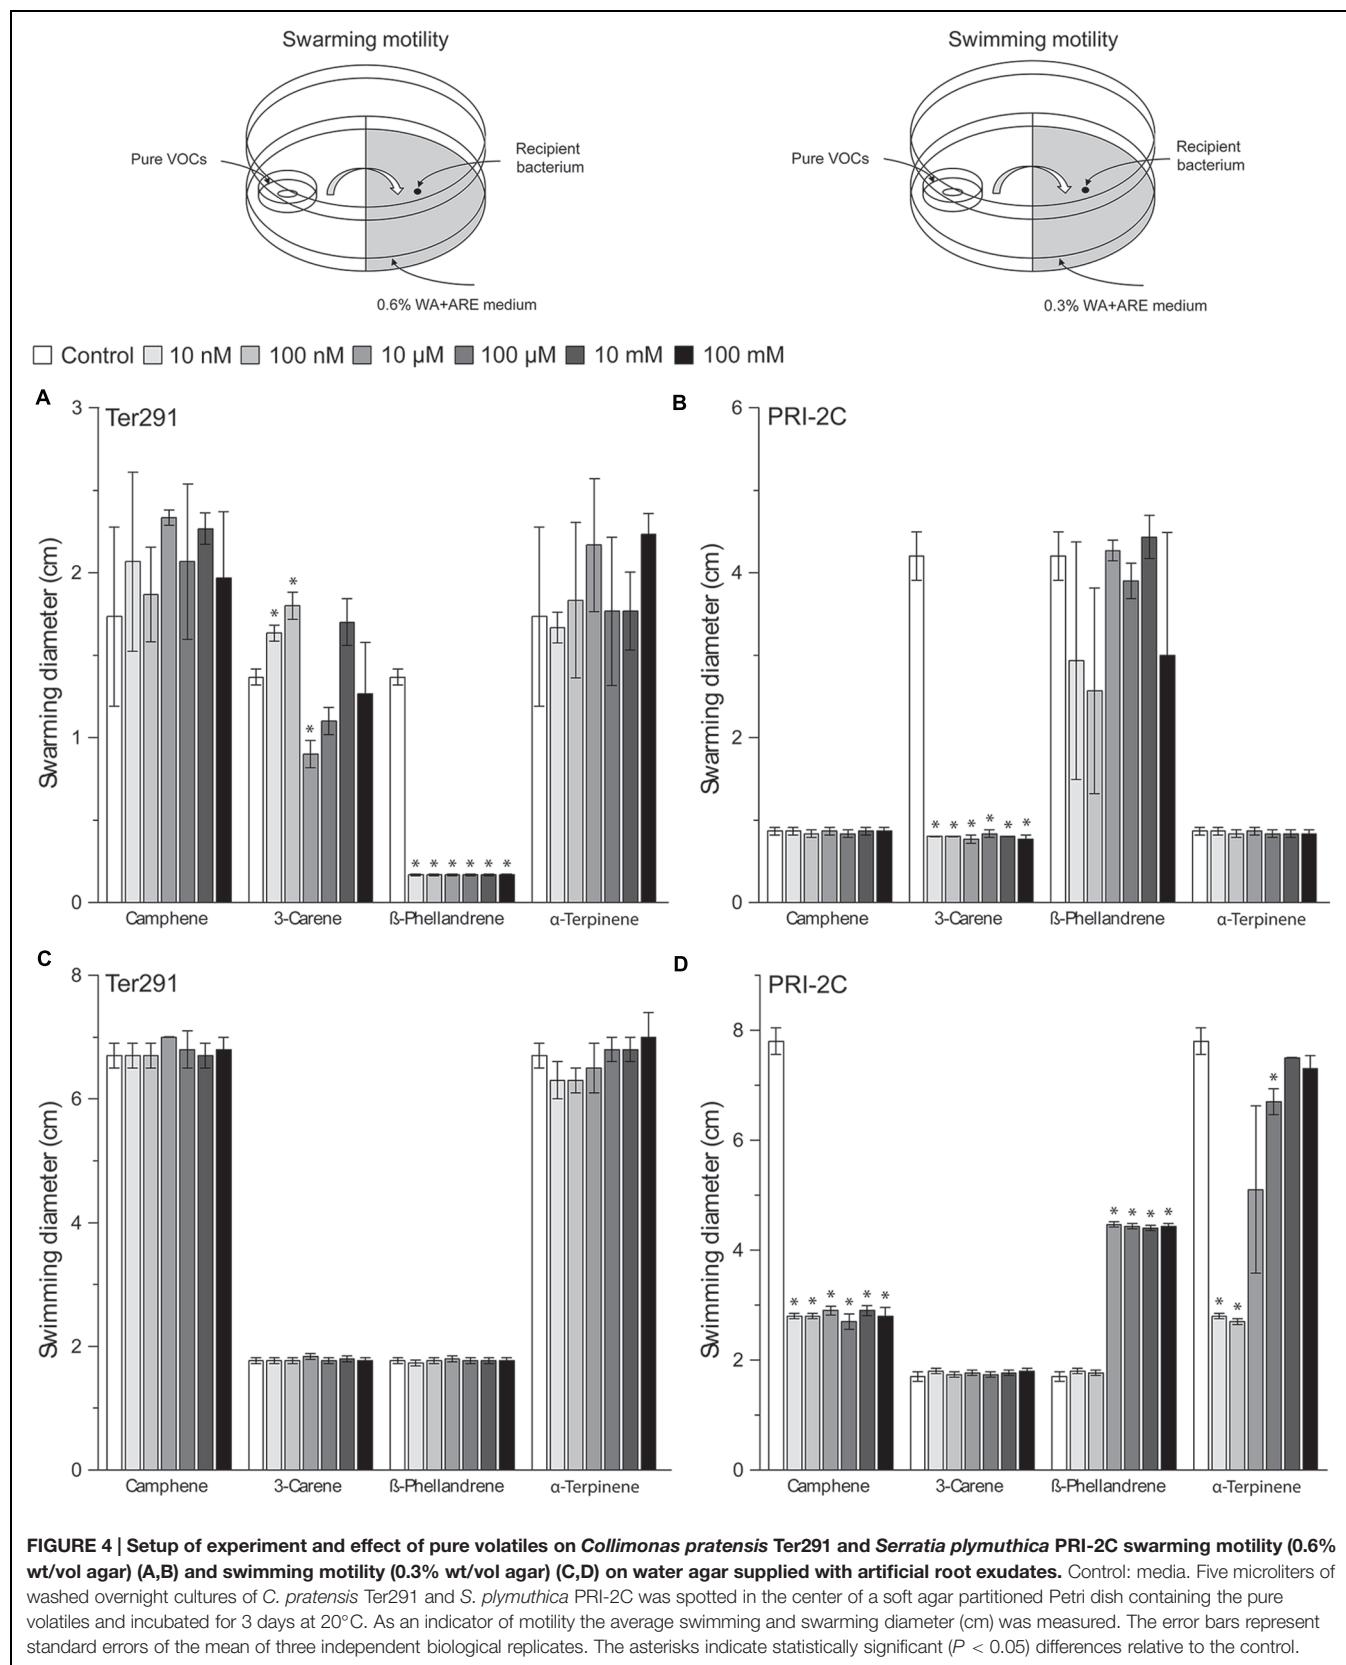 Swarming motility
Swimming motility
Pure VOCs
Recipient
bacterium
0.6% WA+ARE medium
Pure VOCs
Recipient
bacterium
0.3% WA+ARE medium
Control 10 nM 100 nM 10 µM 100 µM 10 mM 100 mM
A
Ter291
Swarming diameter (cm)
3
2
1
0
* * *
* * * * * *
Camphene 3-Carene ß-Phellandrene α-Terpinene
B
PRI-2C
Swarming diameter (cm)
6
4
2
0
* * * * * *
Camphene 3-Carene ß-Phellandrene α-Terpinene
C
Ter291
Swimming diameter (cm)
8
6
4
2
0
Camphene 3-Carene ß-Phellandrene α-Terpinene
D
PRI-2C
Swimming diameter (cm)
8
6
4
2
0
* * * * * *
* * * *
* * *
Camphene 3-Carene ß-Phellandrene α-Terpinene
FIGURE 4 | Setup of experiment and effect of pure volatiles on Collimonas pratensis Ter291 and Serratia plymuthica PRI-2C swarming motility (0.6%
wt/vol agar) (A,B) and swimming motility (0.3% wt/vol agar) (C,D) on water agar supplied with artificial root exudates. Control: media. Five microliters of
washed overnight cultures of C. pratensis Ter291 and S. plymuthica PRI-2C was spotted in the center of a soft agar partitioned Petri dish containing the pure
volatiles and incubated for 3 days at 20°C. As an indicator of motility the average swimming and swarming diameter (cm) was measured. The error bars represent
standard errors of the mean of three independent biological replicates. The asterisks indicate statistically significant (P < 0.05) differences relative to the control.